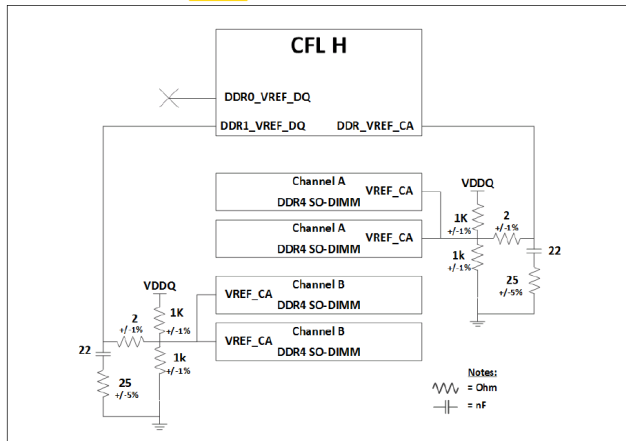 CFL H
DDR0_VREF_DQ
DDR1_VREF_DQ
DDR_VREF_CA
Channel A
VREF_CA
DDR4 SO-DIMM
Channel A
VREF_CA
DDR4 SO-DIMM
VDDQ
1K
+/-1%
2
+/-1%
1k
+/-1%
22
25
+/-5%
Channel B
VREF_CA
DDR4 SO-DIMM
Channel B
VREF_CA
DDR4 SO-DIMM
VDDQ
2
+/-1%
1K
+/-1%
22
1k
+/-1%
25
+/-5%
Notes:
= Ohm
= nF